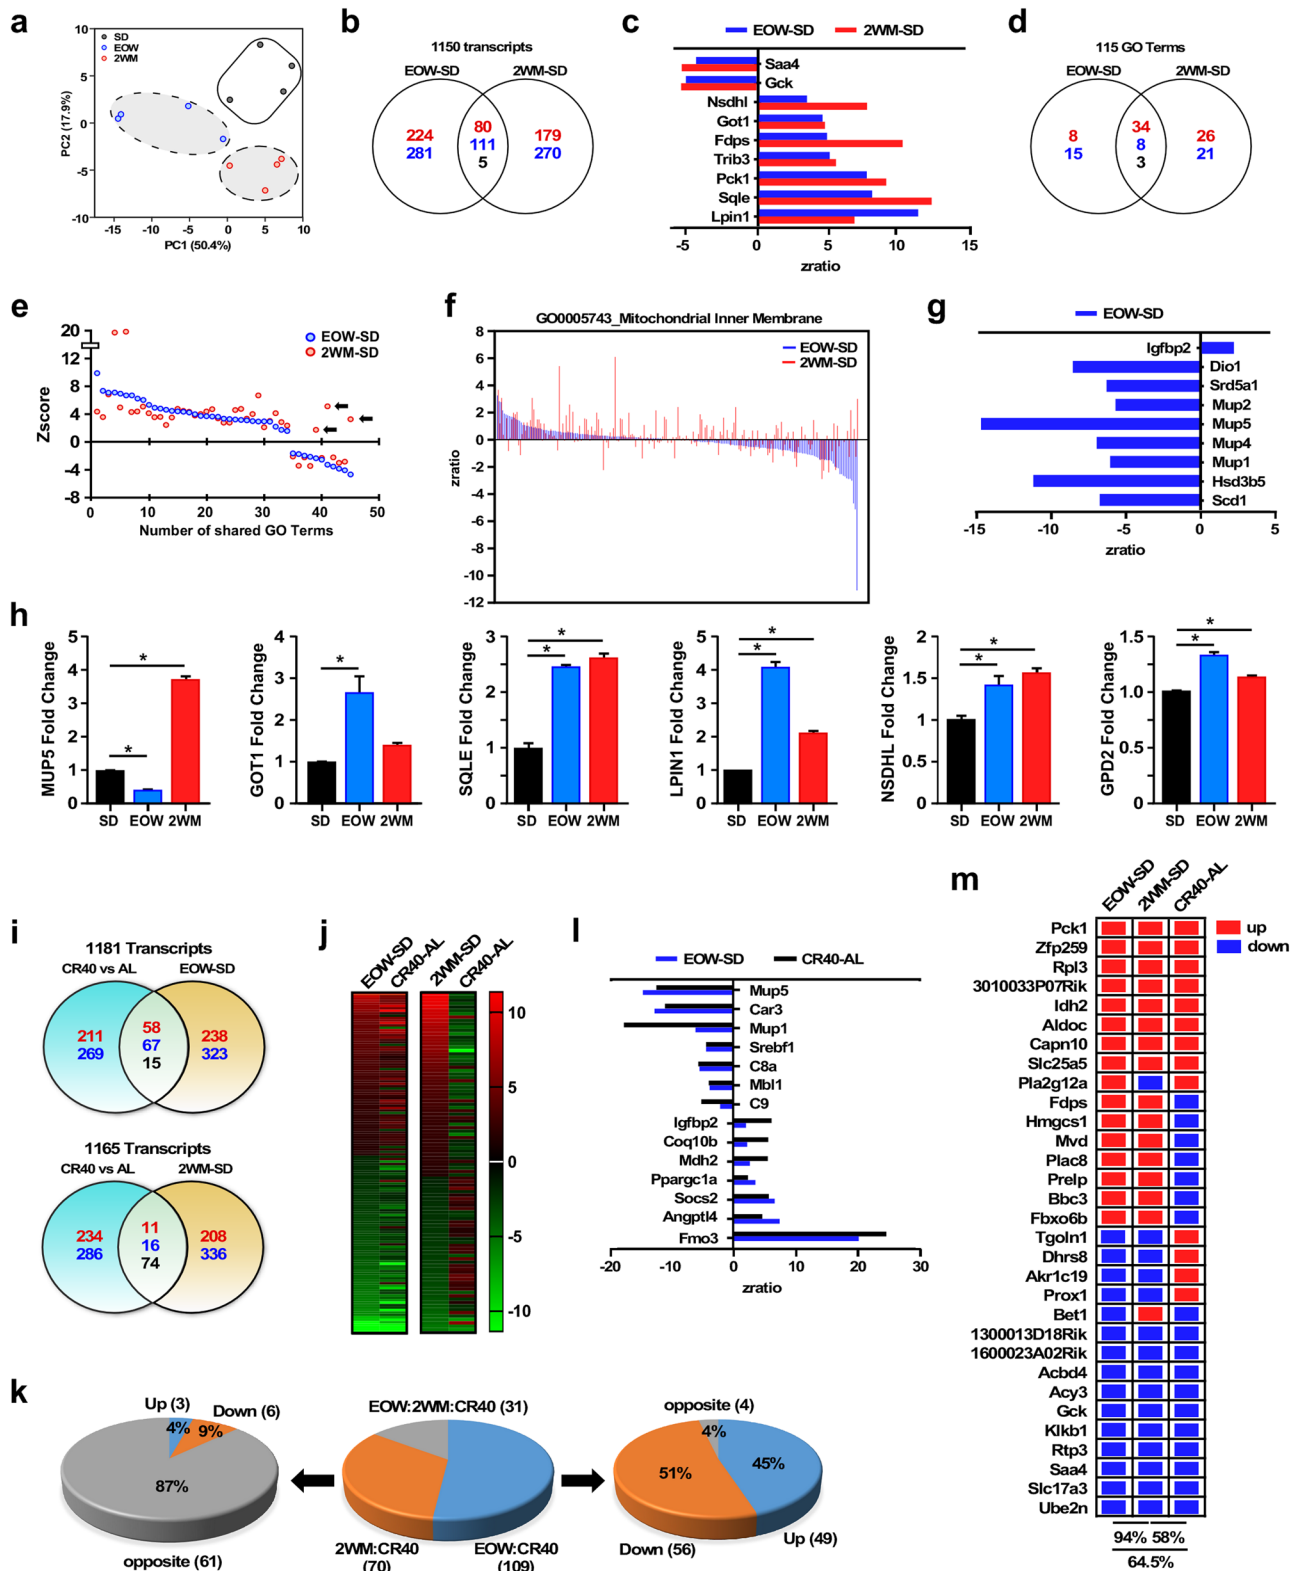 a
10
5
0
-5
-10
PC2 (17.9%)
SD
EOW
2WM
-15 -10 -5 0 5 10
PC1 (50.4%)
b
1150 transcripts
EOW-SD 2WM-SD
224 80 179
281 111 270
5
c
EOW-SD 2WM-SD
Saa4
Gck
Nsdhl
Got1
Fdps
Trib3
Pck1
Sqle
Lpin1
-5 0 5 10 15
zratio
d
115 GO Terms
EOW-SD 2WM-SD
8 34 26
15 8 21
3
e
20
12
8
4
0
-4
-8
Zscore
EOW-SD
2WM-SD
0 10 20 30 40 50
Number of shared GO Terms
f
GO0005743_Mitochondrial Inner Membrane
8
6
4
2
0
-2
-4
-6
-8
-10
-12
zratio
EOW-SD
2WM-SD
g
EOW-SD
Igfbp2
Dio1
Srd5a1
Mup2
Mup5
Mup4
Mup1
Hsd3b5
Scd1
-15 -10 -5 0 5
zratio
h
MUP5 Fold Change
5
4
3
2
1
0
*
*
SD EOW 2WM
GOT1 Fold Change
4
3
2
1
0
*
SD EOW 2WM
SQLE Fold Change
3
2
1
0
*
*
SD EOW 2WM
LPIN1 Fold Change
5
4
3
2
1
0
*
*
SD EOW 2WM
NSDHL Fold Change
2
1.5
1
0.5
0
*
*
SD EOW 2WM
GPD2 Fold Change
1.5
1.0
0.5
0
*
*
SD EOW 2WM
i
1181 Transcripts
CR40 vs AL EOW-SD
211 58 238
269 67 323
15
1165 Transcripts
CR40 vs AL 2WM-SD
234 11 208
286 16 336
74
j
EOW-SD
CR40-AL
2WM-SD
CR40-AL
10
5
0
-5
-10
l
EOW-SD CR40-AL
Mup5
Car3
Mup1
Srebf1
C8a
Mbl1
C9
Igfbp2
Coq10b
Mdh2
Ppargc1a
Socs2
Angptl4
Fmo3
-20 -10 0 10 20 30
zratio
k
Up (3)
Down (6)
4% 9%
87%
opposite (61)
EOW:2WM:CR40 (31)
2WM:CR40
(70)
EOW:CR40
(109)
opposite (4)
4%
51% 45%
Down (56)
Up (49)
m
EOW-SD
2WM-SD
CR40-AL
up
down
Pck1
Zfp259
Rpl3
3010033P07Rik
Idh2
Aldoc
Capn10
Slc25a5
Pla2g12a
Fdps
Hmgcs1
Mvd
Plac8
Prelp
Bbc3
Fbxo6b
Tgoln1
Dhrs8
Akr1c19
Prox1
Bet1
1300013D18Rik
1600023A02Rik
Acbd4
Acy3
Gck
Klkb1
Rtp3
Saa4
Slc17a3
Ube2n
94% 58%
64.5%